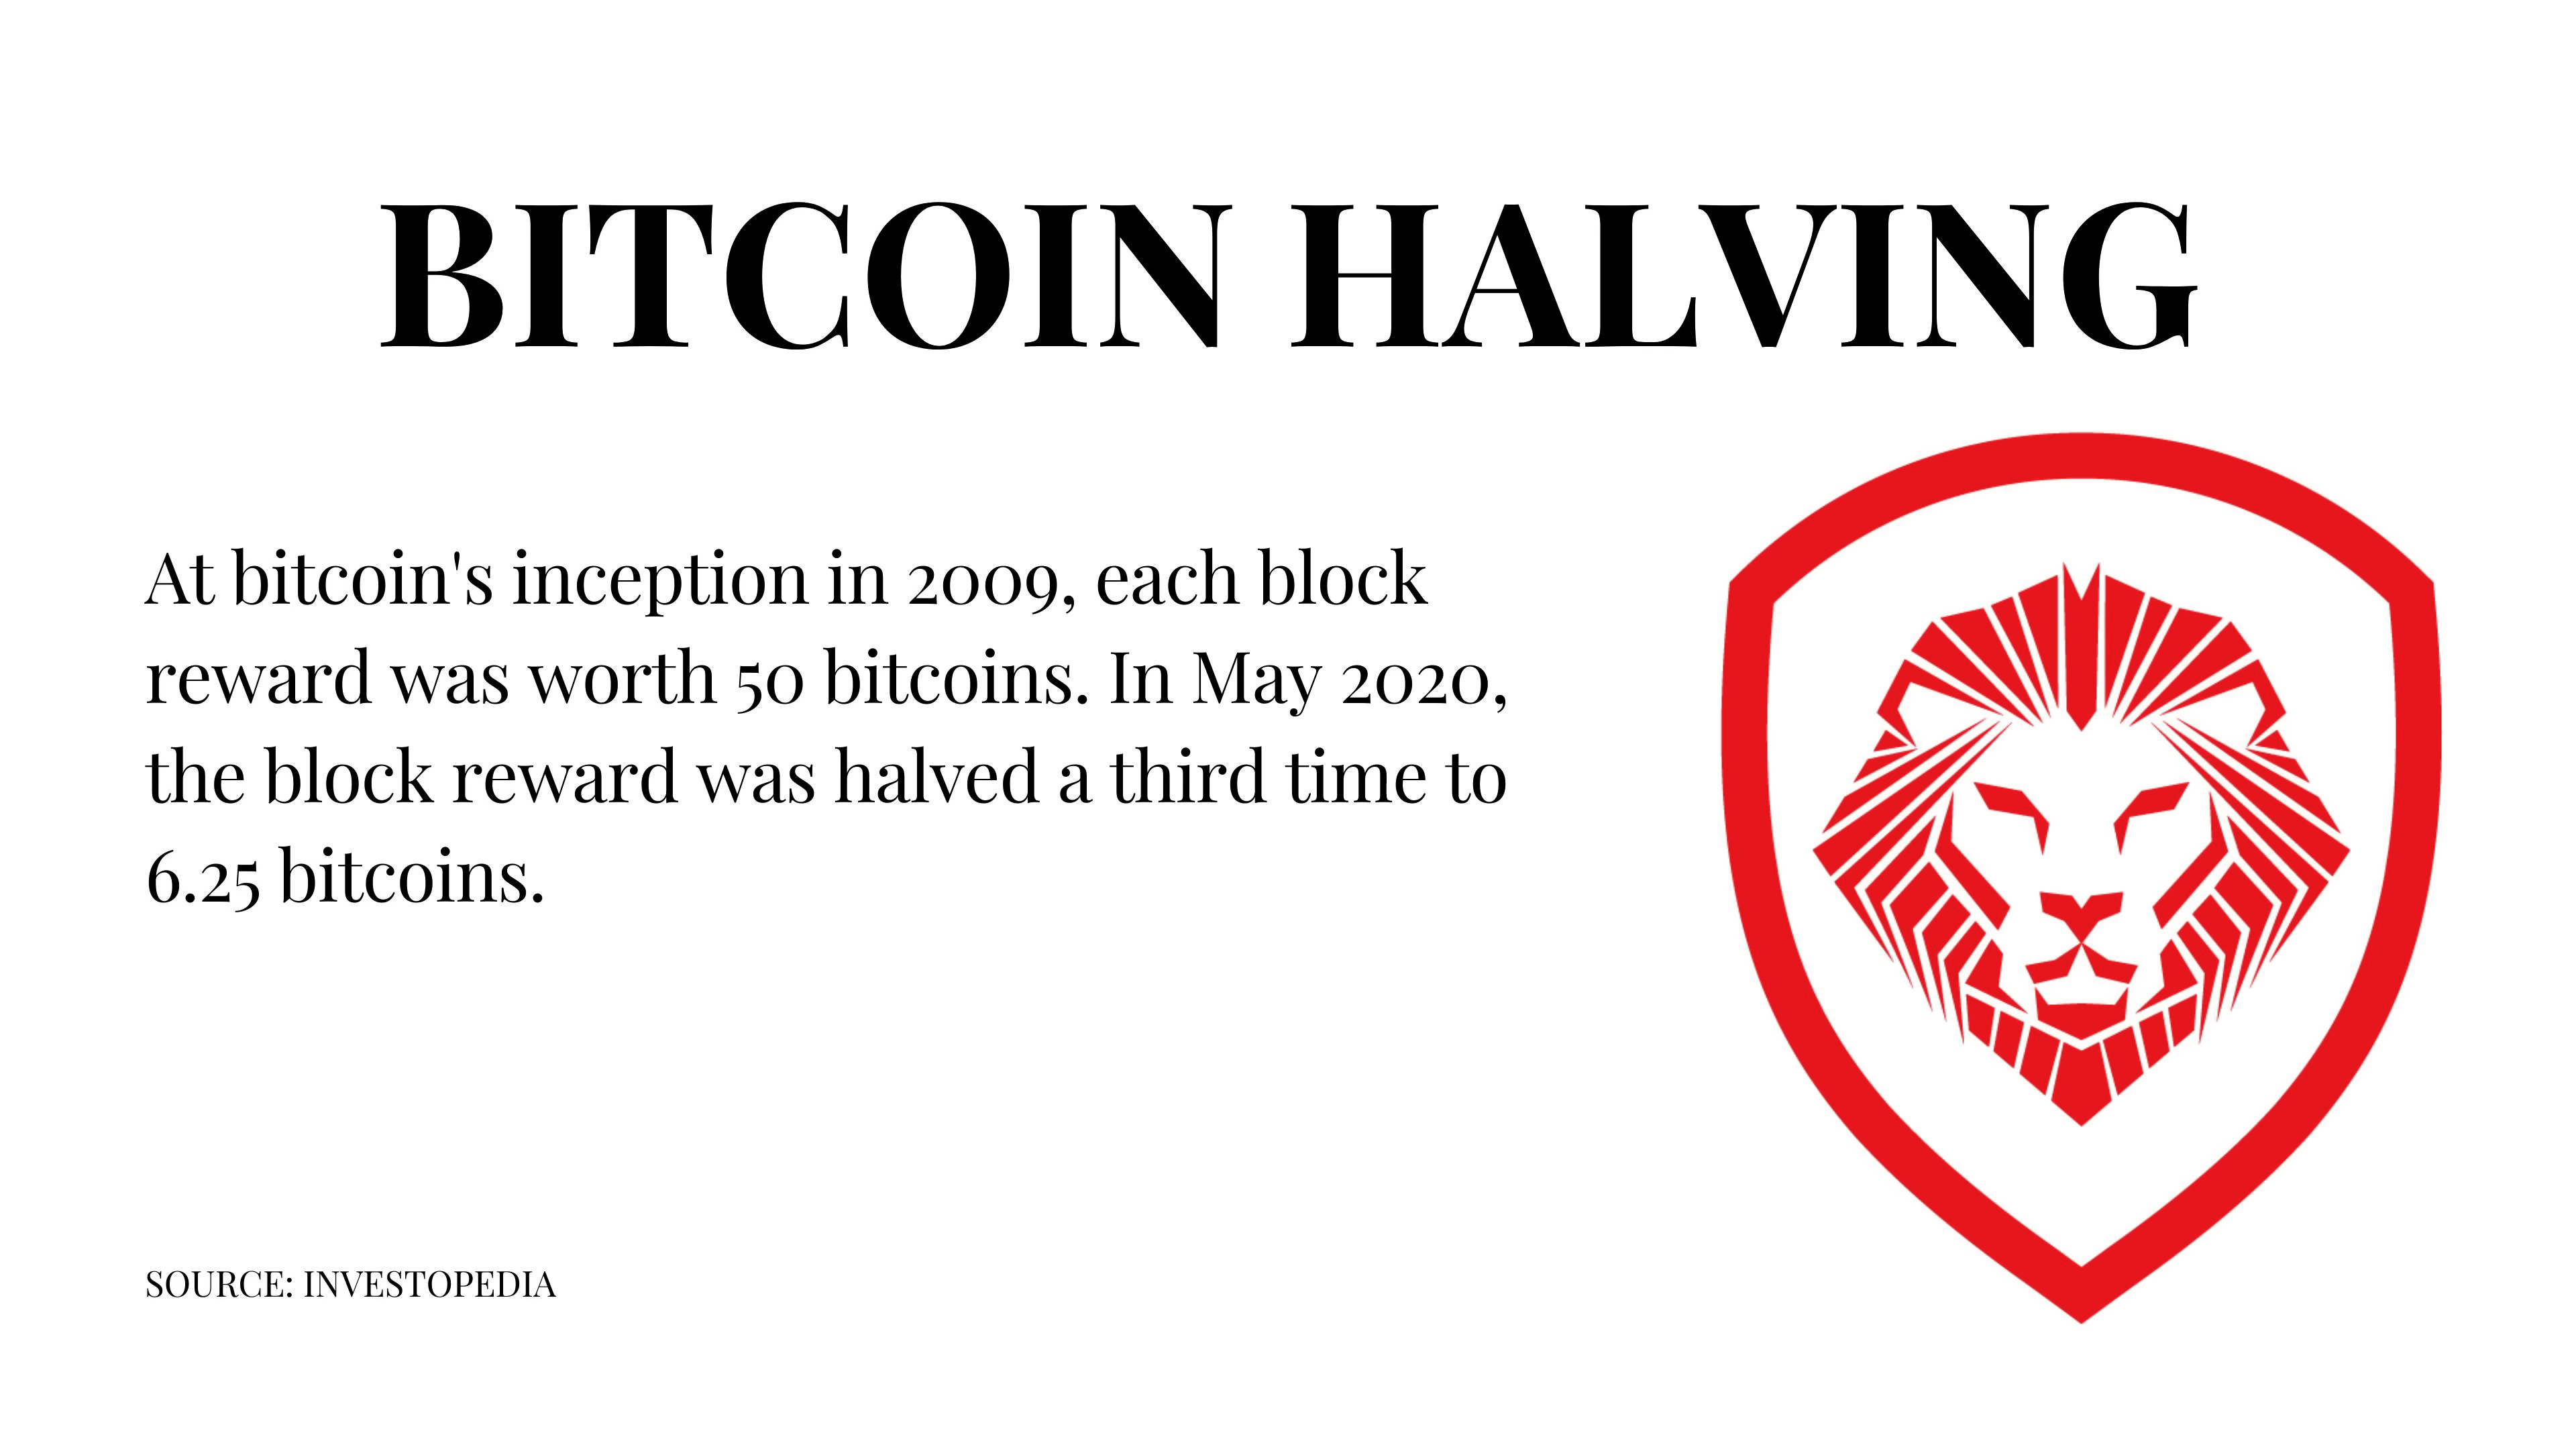 BITCOIN HALVING
At bitcoin's inception in 2009, each block
reward was worth 50 bitcoins. In May 2020,
the block reward was halved a third time to
6.25 bitcoins.
SOURCE: INVESTOPEDIA